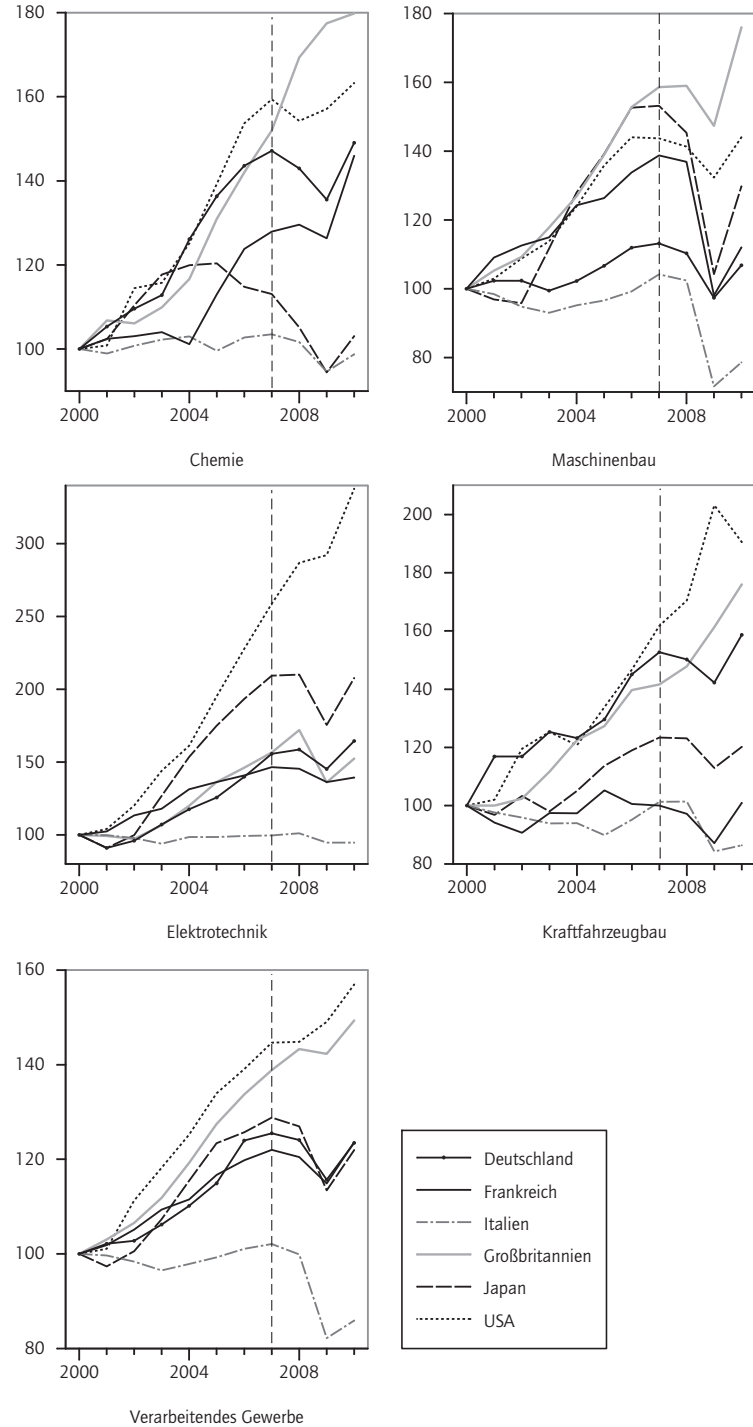 180
160
140
120
100
2000 2004 2008
Chemie
180
160
140
120
100
80
2000 2004 2008
Maschinenbau
300
250
200
150
100
2000 2004 2008
Elektrotechnik
200
180
160
140
120
100
80
2000 2004 2008
Kraftfahrzeugbau
160
140
120
100
80
2000 2004 2008
Verarbeitendes Gewerbe
Deutschland
Frankreich
Italien
Großbritannien
Japan
USA